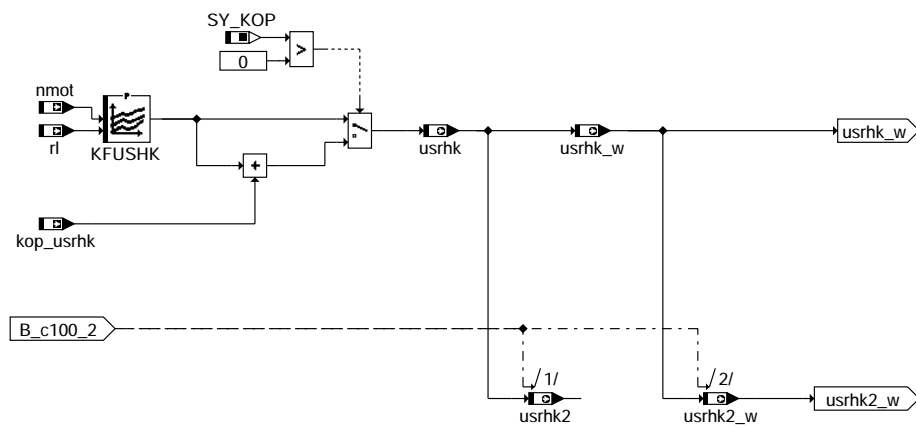 SY_KOP
0
>
nmot
P
rl
KFUSHK
+
kop_usrhk
usrhk
usrhk_w
usrhk_w
B_c100_2
/1/
usrhk2
/2/
usrhk2_w
usrhk2_w